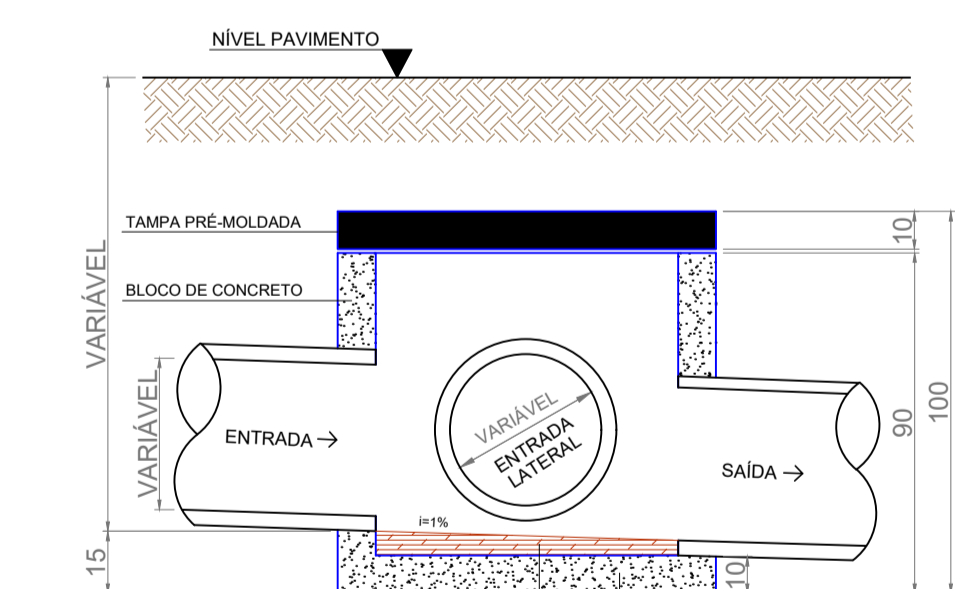 NÍVEL PAVIMENTO
TAMPA PRÉ-MOLDADA
10
BLOCO DE CONCRETO
VARIÁVEL
VARIÁVEL
ENTRADA
VARIÁVEL
ENTRADA
LATERAL
SAÍDA
90
100
i=1%
15
10